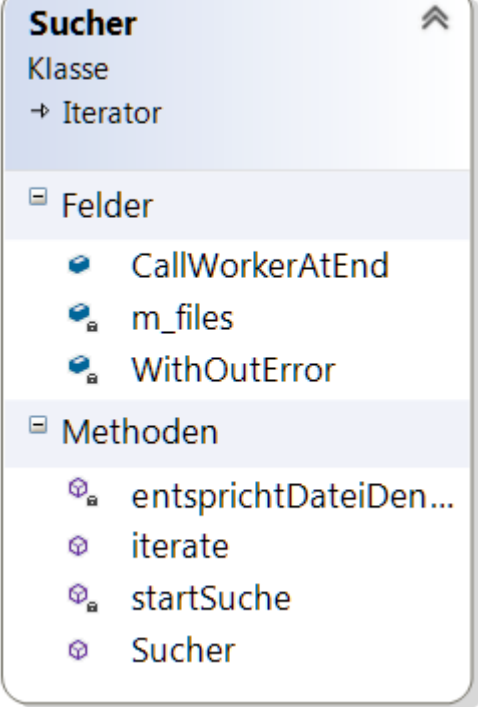 Sucher
Klasse
Iterator
Felder
CallWorkerAtEnd
m_files
WithOutError
Methoden
entsprichtDateiDen...
iterate
startSuche
Sucher